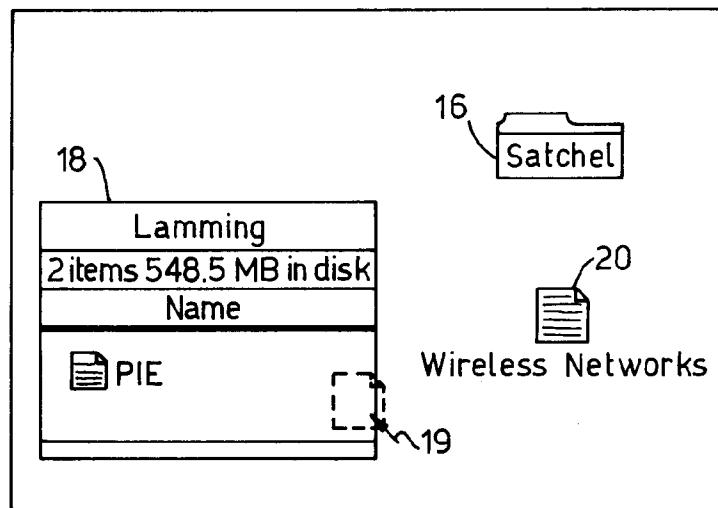 16
Satchel
18
Lamming
2 items 548.5 MB in disk
Name
PIE
19
20
Wireless Networks